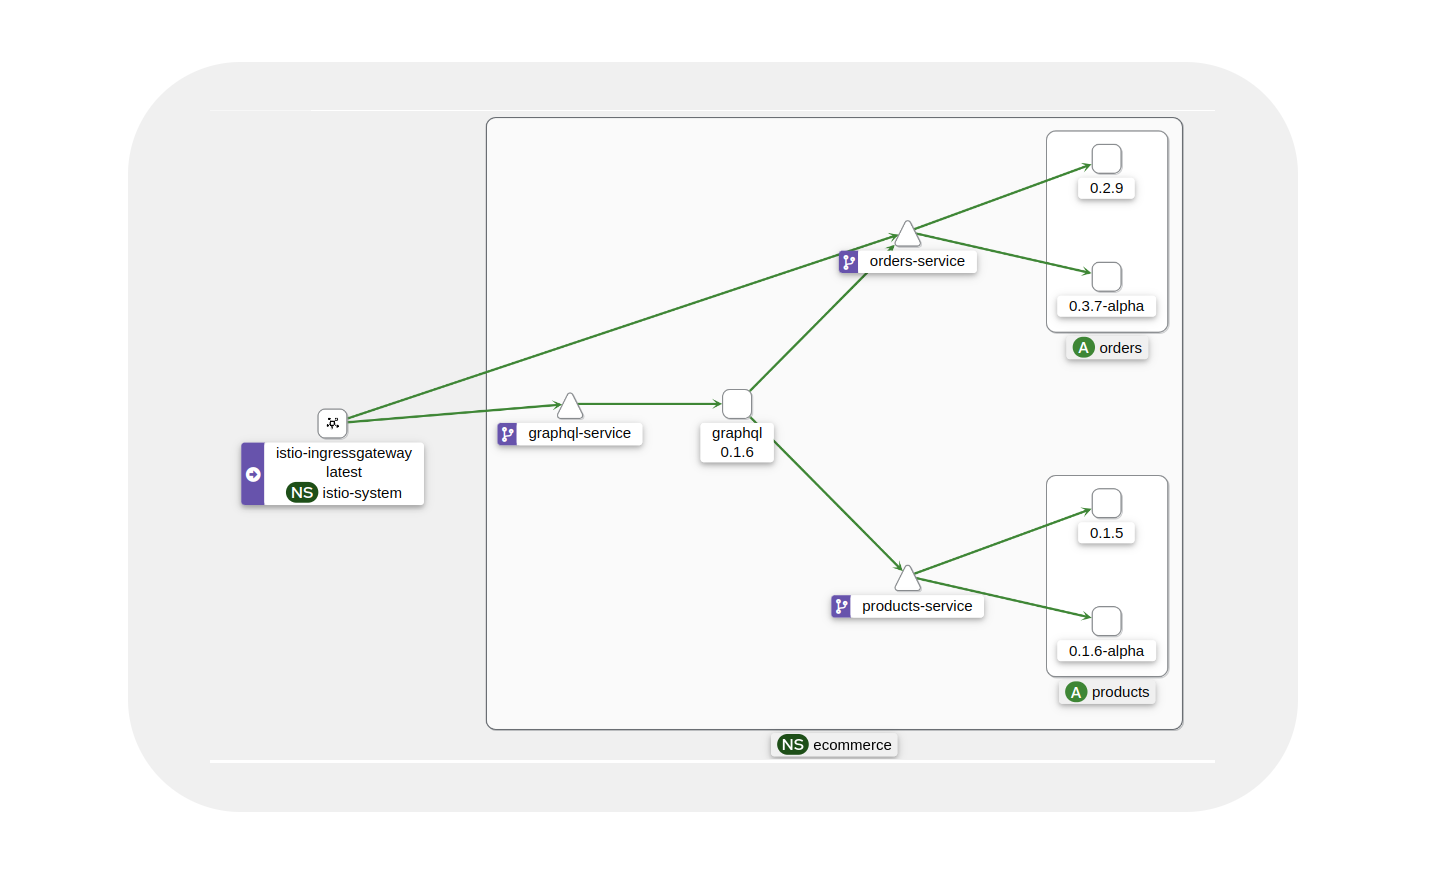 0.2.9
orders-service
0.3.7-alpha
A orders
graphql-service
graphql
0.1.6
istio-ingressgateway
latest
NS istio-system
0.1.5
products-service
0.1.6-alpha
A products
NS ecommerce